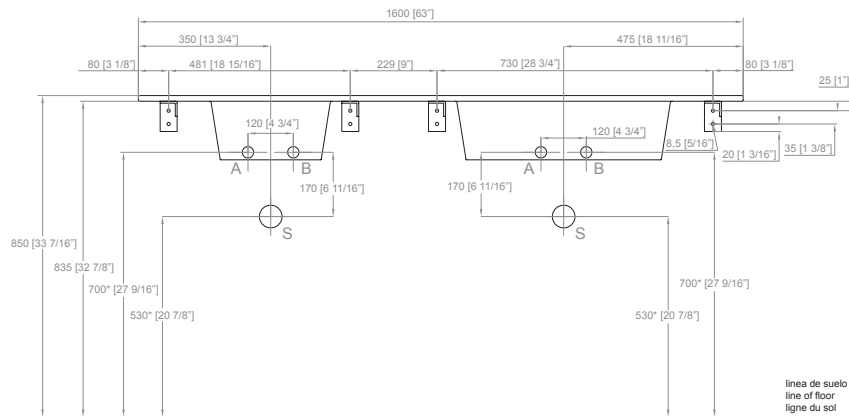 1600 [63"]
350 [13 3/4"]
475 [18 11/16"]
80 [3 1/8"]
481 [18 15/16"]
229 [9"]
730 [28 3/4"]
80 [3 1/8"]
25 [1"]
120 [4 3/4"]
120 [4 3/4"]
8,5 [5/16"]
20 [1 3/16"]
35 [1 3/8"]
A
B
A
B
170 [6 11/16"]
170 [6 11/16"]
S
S
850 [33 7/16"]
835 [32 7/8"]
700* [27 9/16"]
700* [27 9/16"]
530* [20 7/8"]
530* [20 7/8"]
linea de suelo
line of floor
ligne du sol